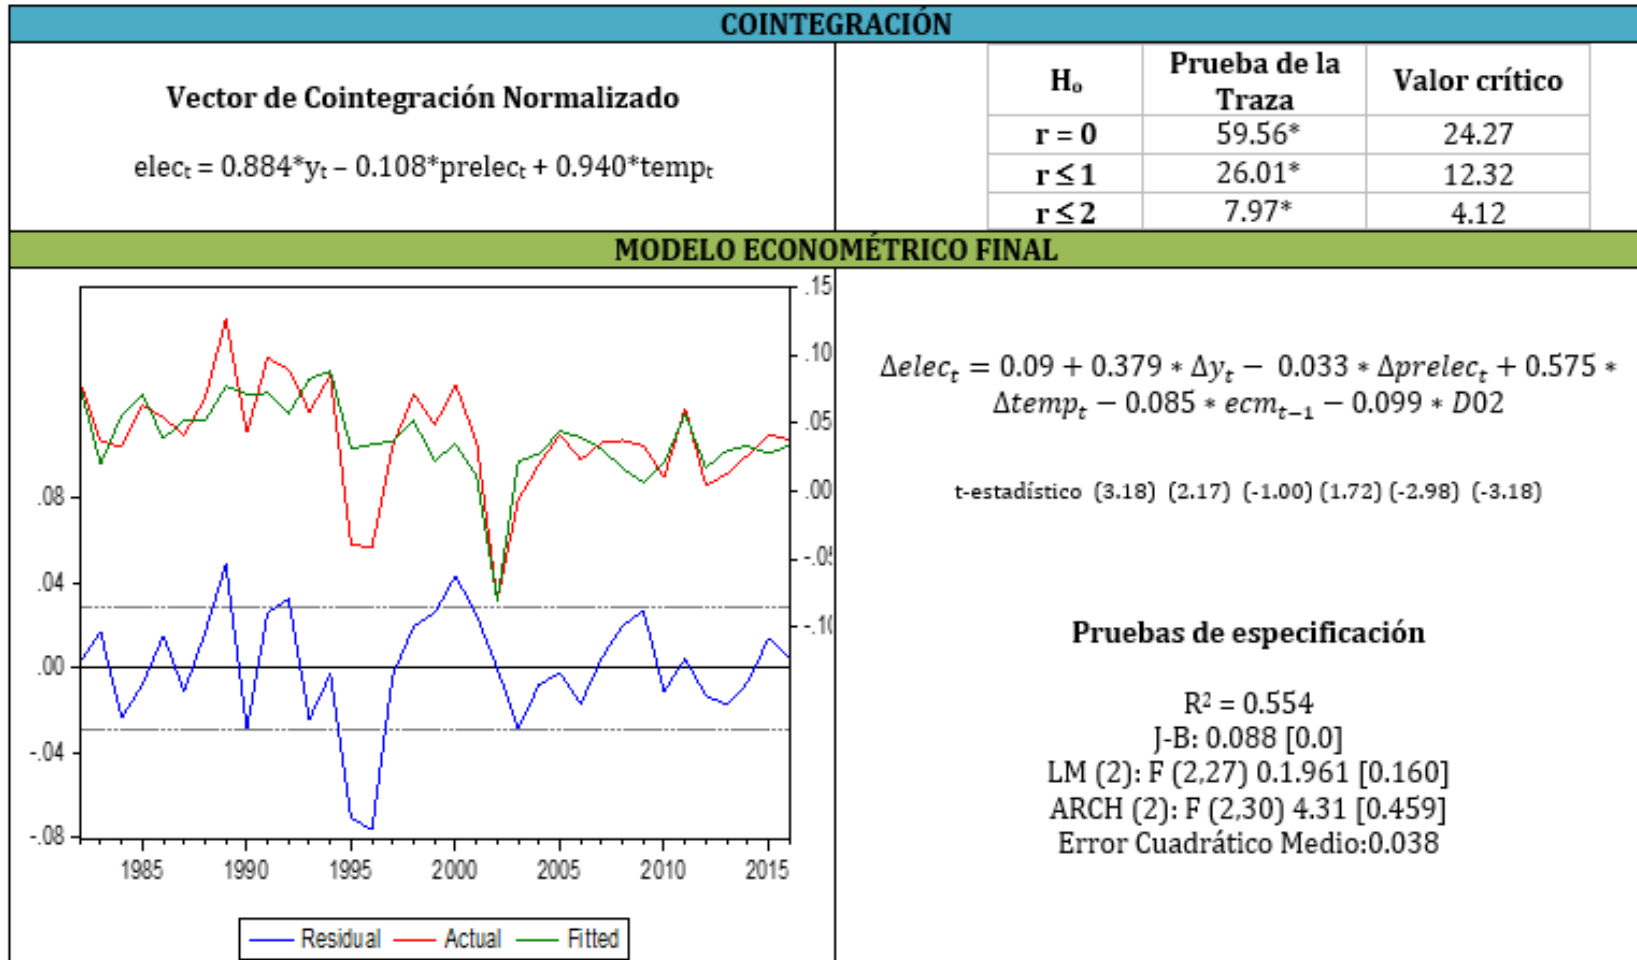 COINTEGRACIÓN
Vector de Cointegración Normalizado
elecₜ = 0.884*yₜ – 0.108*prelecₜ + 0.940*tempₜ
Hₒ Prueba de la Traza Valor crítico
r = 0 59.56* 24.27
r ≤ 1 26.01* 12.32
r ≤ 2 7.97* 4.12
MODELO ECONOMÉTRICO FINAL
.15
.10
.05
.00
-.05
-.10
.08
.04
.00
-.04
-.08
1985 1990 1995 2000 2005 2010 2015
Residual Actual Fitted
Δelecₜ = 0.09 + 0.379 * Δyₜ − 0.033 * Δprelecₜ + 0.575 *
Δtempₜ − 0.085 * ecmₜ₋₁ − 0.099 * D02
t-estadístico (3.18) (2.17) (-1.00) (1.72) (-2.98) (-3.18)
Pruebas de especificación
R² = 0.554
J-B: 0.088 [0.0]
LM (2): F (2,27) 0.1.961 [0.160]
ARCH (2): F (2,30) 4.31 [0.459]
Error Cuadrático Medio:0.038